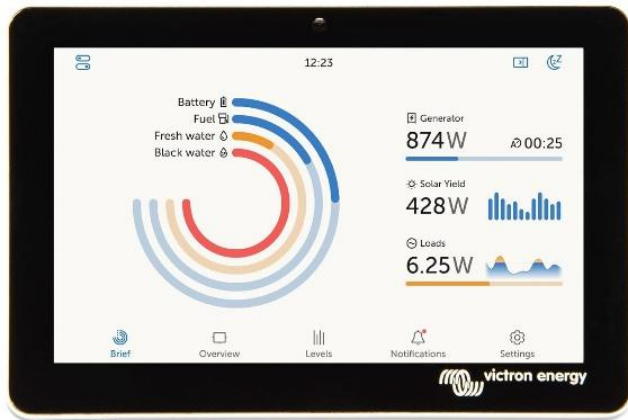 12:23
Battery
Fuel
Fresh water
Black water
Generator
874W
00:25
Solar Yield
428W
Loads
6.25W
Brief
Overview
Levels
Notifications
Settings
victron energy